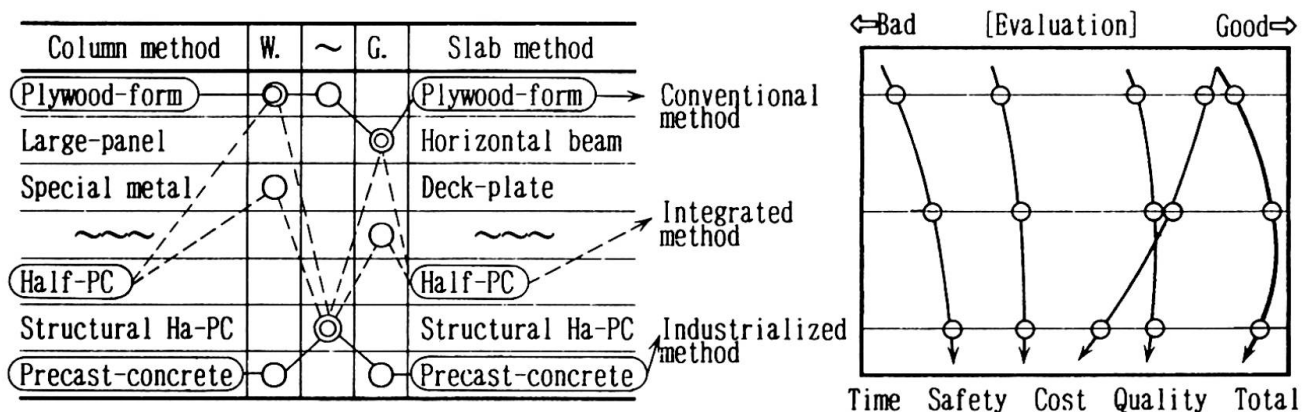 Column method W. ~ G. Slab method
Plywood-form Plywood-form
Large-panel Horizontal beam
Special metal Deck-plate
~~~ ~~~
Half-PC Half-PC
Structural Ha-PC Structural Ha-PC
Precast-concrete Precast-concrete
Conventional
method
Integrated
method
Industrialized
method
⇐Bad [Evaluation] Good⇒
Time Safety Cost Quality Total